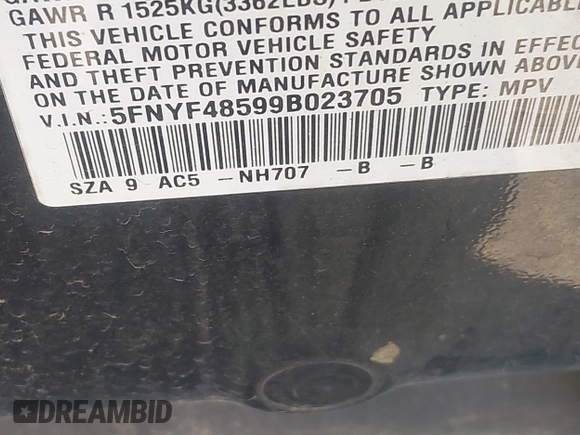 GAWR R 1525KG(3362LBS)
THIS VEHICLE CONFORMS TO ALL APPLICABLE
FEDERAL MOTOR VEHICLE SAFETY
AND THEFT PREVENTION STANDARDS IN EFFECT
ON THE DATE OF MANUFACTURE SHOWN ABOVE
V.I.N.:5FNYF48599B023705 TYPE: MPV
SZA 9 AC5 -NH707 -B -B
DREAMBID